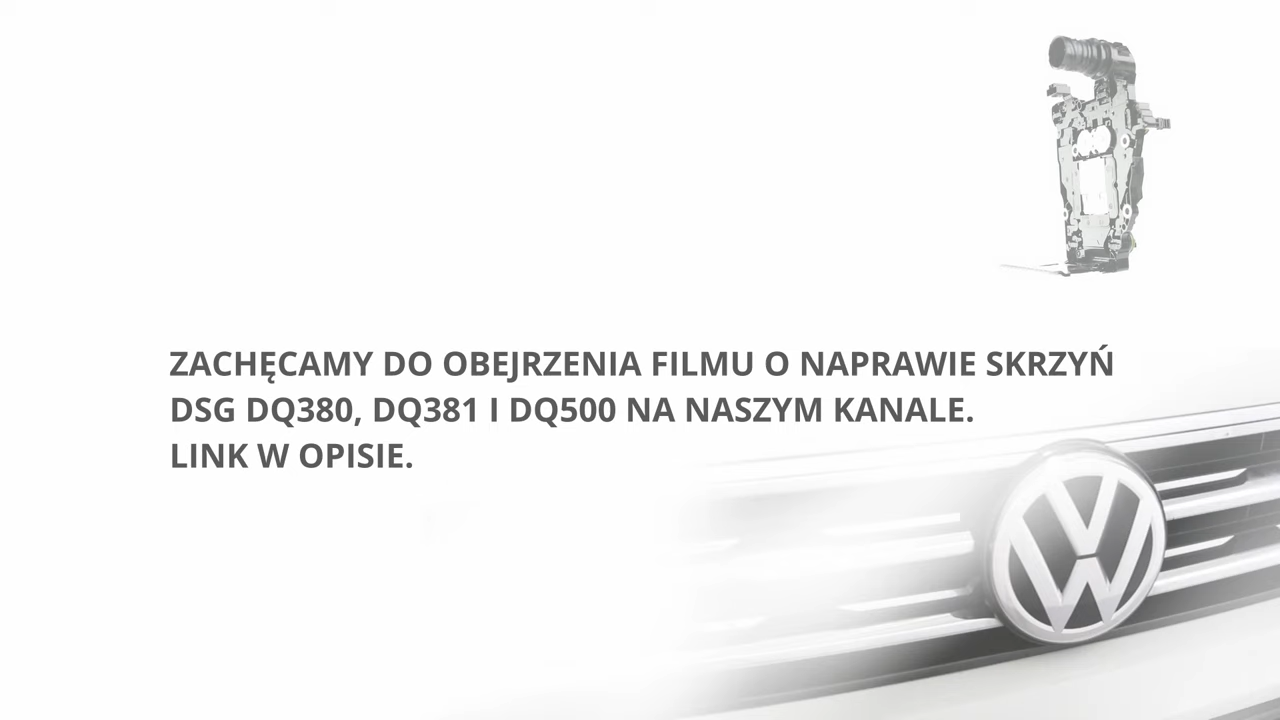 ZACHĘCAMY DO OBEJRZENIA FILMU O NAPRAWIE SKRZYŃ
DSG DQ380, DQ381 I DQ500 NA NASZYM KANALE.
LINK W OPISIE.